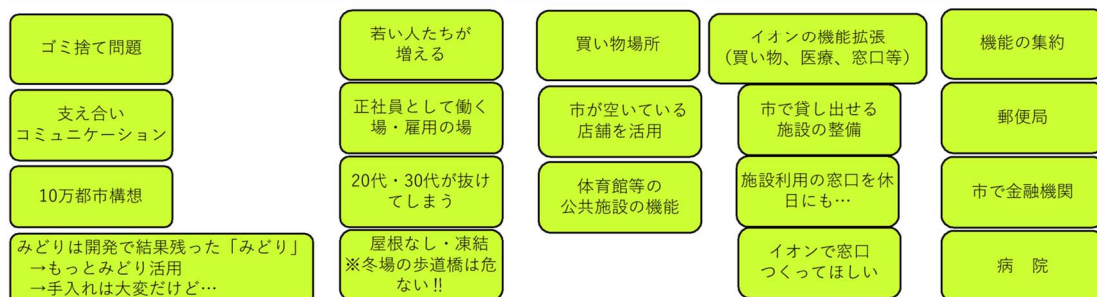 ゴミ捨て問題
支え合い
コミュニケーション
10万都市構想
みどりは開発で結果残った「みどり」
→もっとみどり活用
→手入れは大変だけど…
若い人たちが
増える
正社員として働く
場・雇用の場
20代・30代が抜け
てしまう
屋根なし・凍結
※冬場の歩道橋は危
ない!!
買い物場所
市が空いている
店舗を活用
体育館等の
公共施設の機能
イオンの機能拡張
（買い物、医療、窓口等）
市で貸し出せる
施設の整備
施設利用の窓口を休
日にも…
イオンで窓口
つくってほしい
機能の集約
郵便局
市で金融機関
病　院